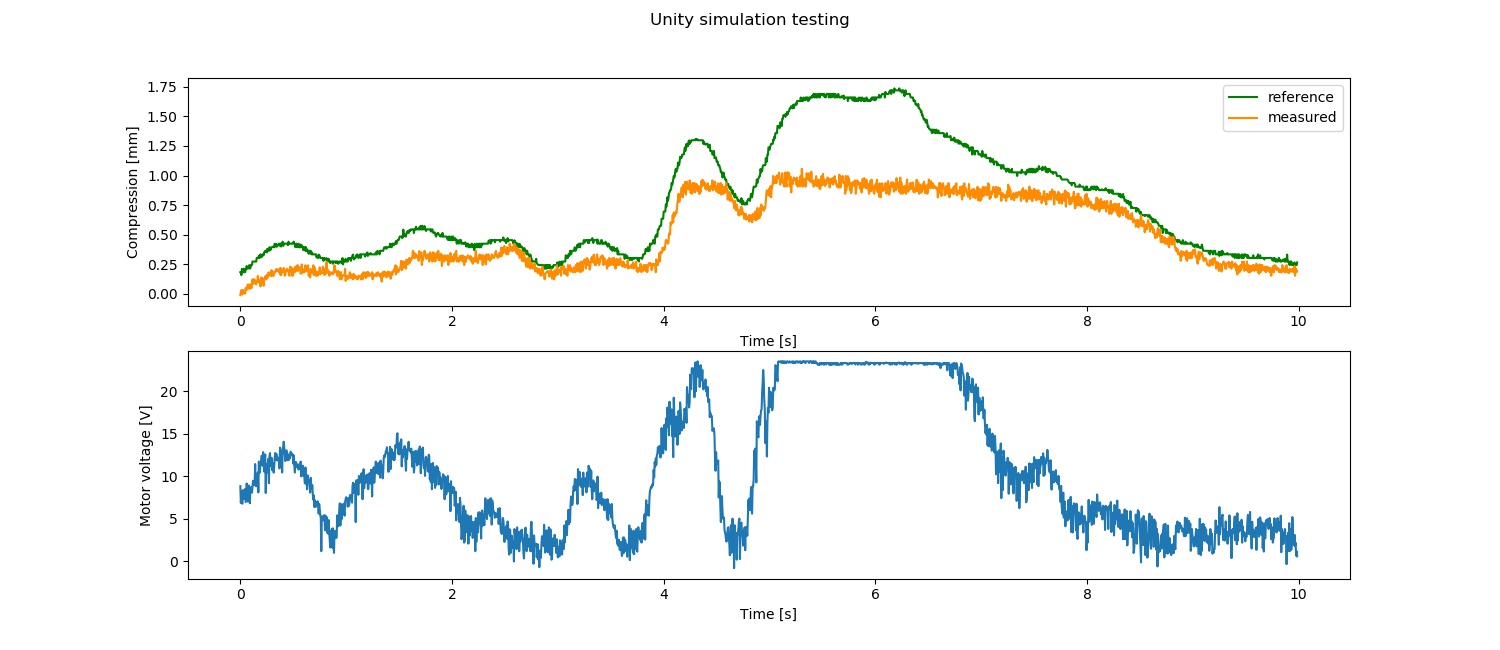 Unity simulation testing
1.75
1.50
1.25
1.00
0.75
0.50
0.25
0.00
Compression [mm]
reference
measured
0 2 4 6 8 10
Time [s]
20
15
10
5
0
Motor voltage [V]
0 2 4 6 8 10
Time [s]